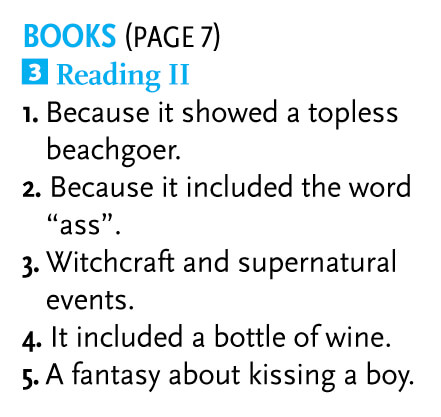 BOOKS (PAGE 7)
3 Reading II
1. Because it showed a topless
beachgoer.
2. Because it included the word
“ass”.
3. Witchcraft and supernatural
events.
4. It included a bottle of wine.
5. A fantasy about kissing a boy.